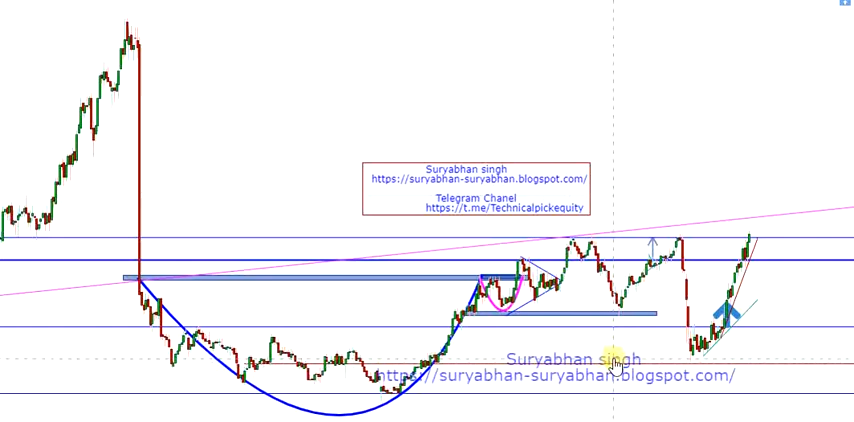 Suryabhan singh
https://suryabhan-suryabhan.blogspot.com/
Telegram Chanel
https://t.me/Technicalpickequity
Suryabhan singh
https://suryabhan-suryabhan.blogspot.com/